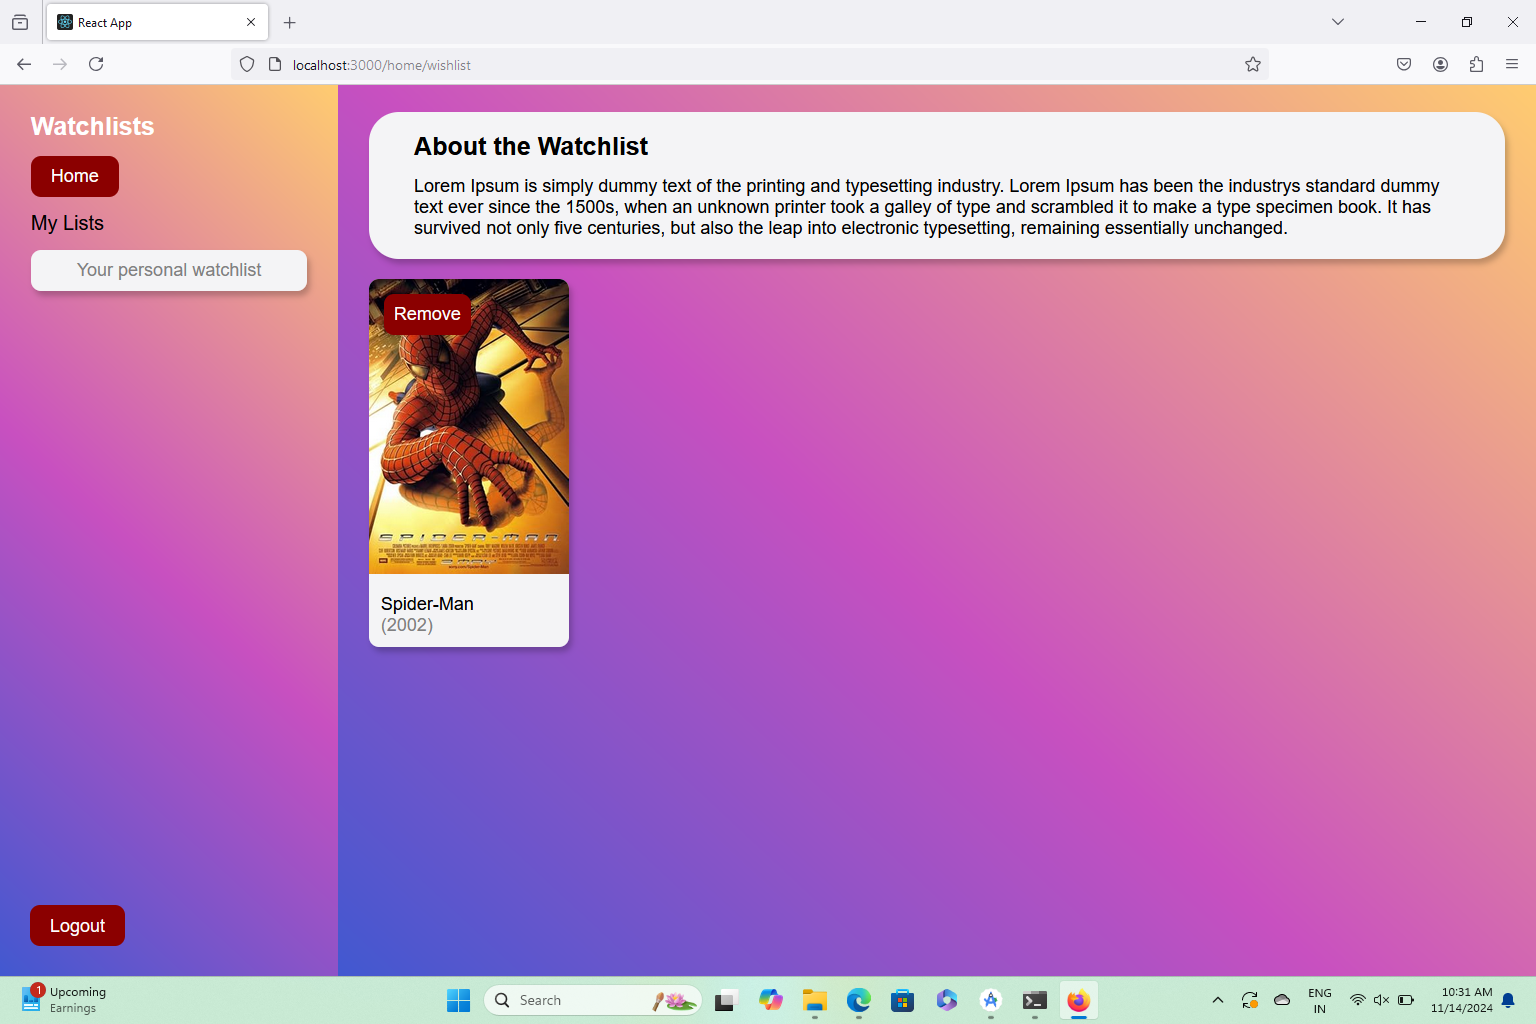 React App
localhost:3000/home/wishlist
Watchlists
Home
My Lists
Your personal watchlist
Logout
About the Watchlist
Lorem Ipsum is simply dummy text of the printing and typesetting industry. Lorem Ipsum has been the industrys standard dummy
text ever since the 1500s, when an unknown printer took a galley of type and scrambled it to make a type specimen book. It has
survived not only five centuries, but also the leap into electronic typesetting, remaining essentially unchanged.
Remove
SPIDER-MAN
Spider-Man
(2002)
1
Upcoming
Earnings
Search
ENG
IN
10:31 AM
11/14/2024